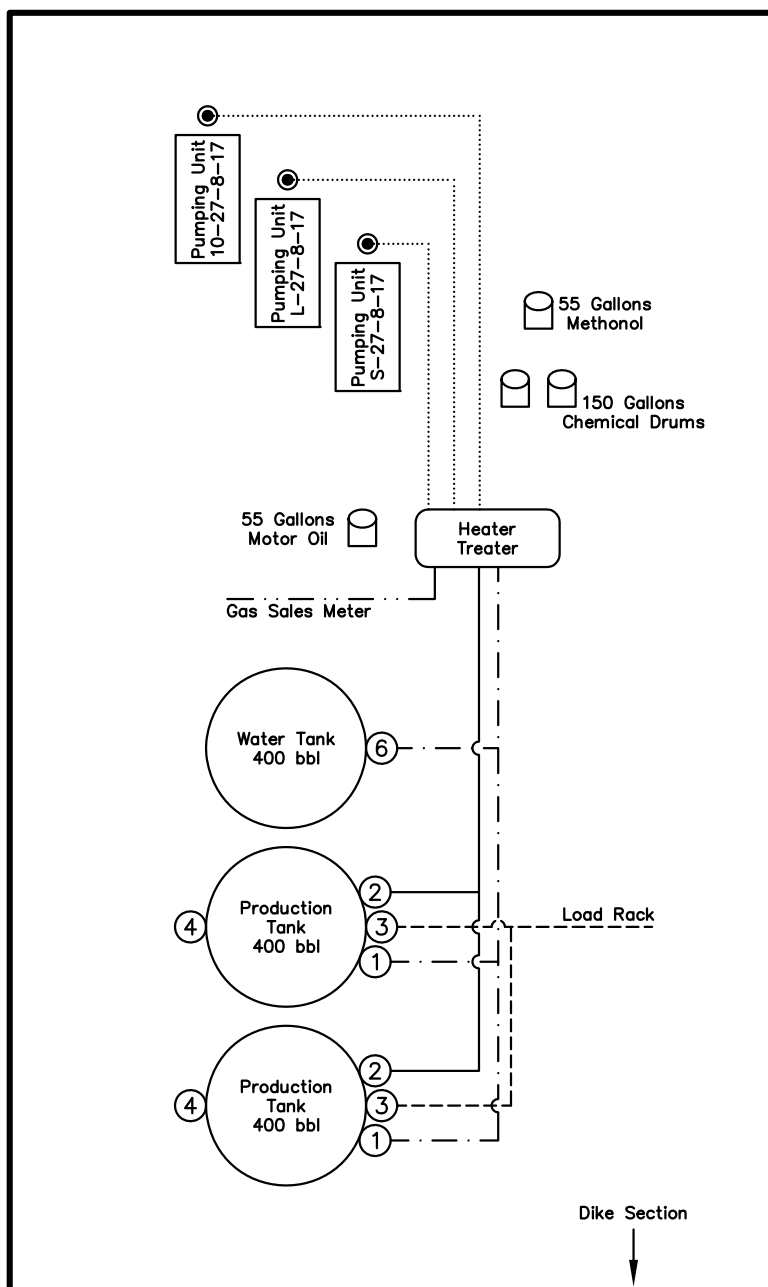 Pumping Unit
10-27-8-17
Pumping Unit
L-27-8-17
Pumping Unit
S-27-8-17
55 Gallons
Methonol
150 Gallons
Chemical Drums
55 Gallons
Motor Oil
Heater
Treater
Gas Sales Meter
Water Tank
400 bbl
6
2
Production
Tank
400 bbl
4
3
Load Rack
1
2
Production
Tank
400 bbl
4
3
1
Dike Section